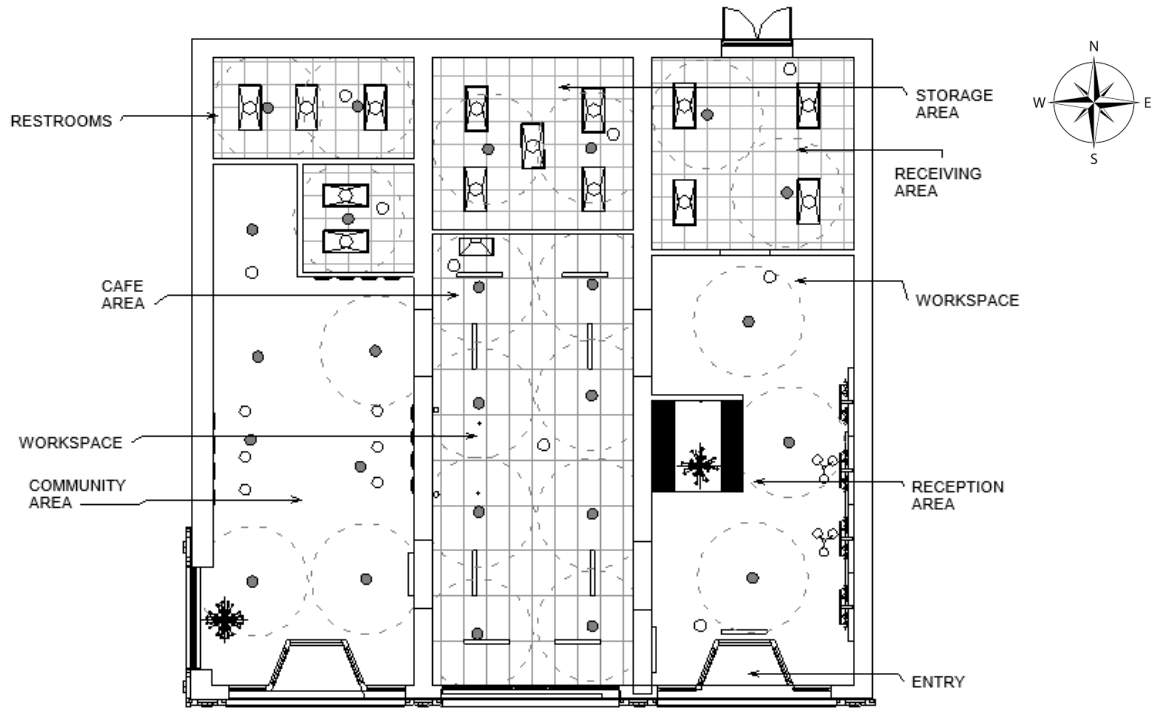 N
W
E
S
RESTROOMS
STORAGE
AREA
RECEIVING
AREA
CAFE
AREA
WORKSPACE
WORKSPACE
COMMUNITY
AREA
RECEPTION
AREA
ENTRY